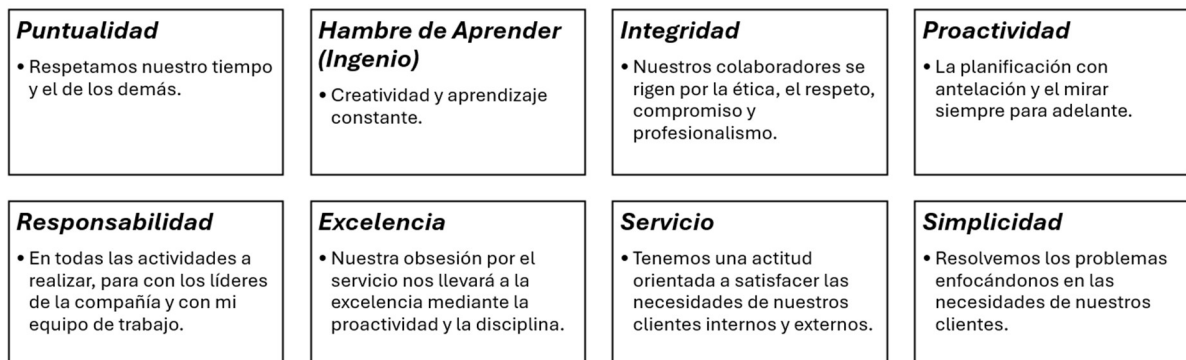 Puntualidad
• Respetamos nuestro tiempo
y el de los demás.
Hambre de Aprender
(Ingenio)
• Creatividad y aprendizaje
constante.
Integridad
• Nuestros colaboradores se
rigen por la ética, el respeto,
compromiso y
profesionalismo.
Proactividad
• La planificación con
antelación y el mirar
siempre para adelante.
Responsabilidad
• En todas las actividades a
realizar, para con los líderes
de la compañía y con mi
equipo de trabajo.
Excelencia
• Nuestra obsesión por el
servicio nos llevará a la
excelencia mediante la
proactividad y la disciplina.
Servicio
• Tenemos una actitud
orientada a satisfacer las
necesidades de nuestros
clientes internos y externos.
Simplicidad
• Resolvemos los problemas
enfocándonos en las
necesidades de nuestros
clientes.